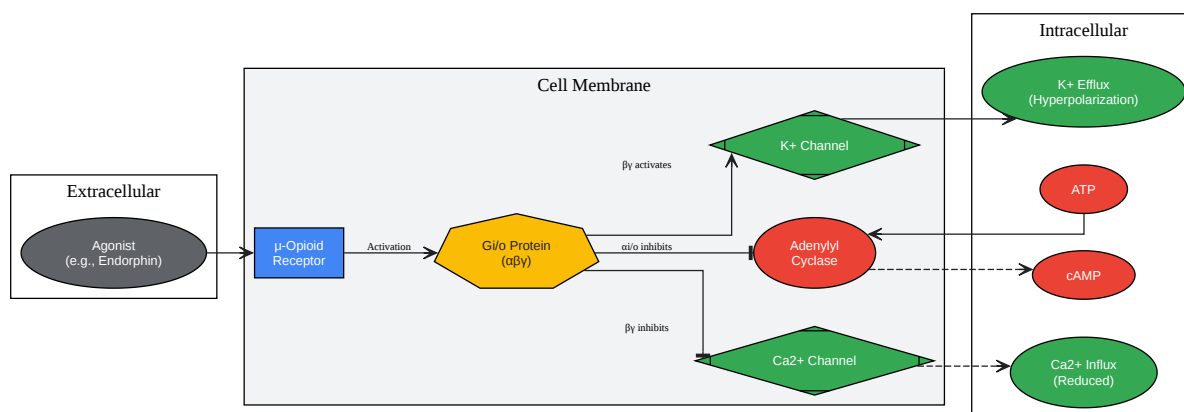 Extracellular
Agonist
(e.g., Endorphin)
Cell Membrane
μ-Opioid
Receptor
Activation
Gi/o Protein
(αβγ)
βγ activates
αi/o inhibits
βγ inhibits
K+ Channel
Adenylyl
Cyclase
Ca2+ Channel
Intracellular
K+ Efflux
(Hyperpolarization)
ATP
cAMP
Ca2+ Influx
(Reduced)